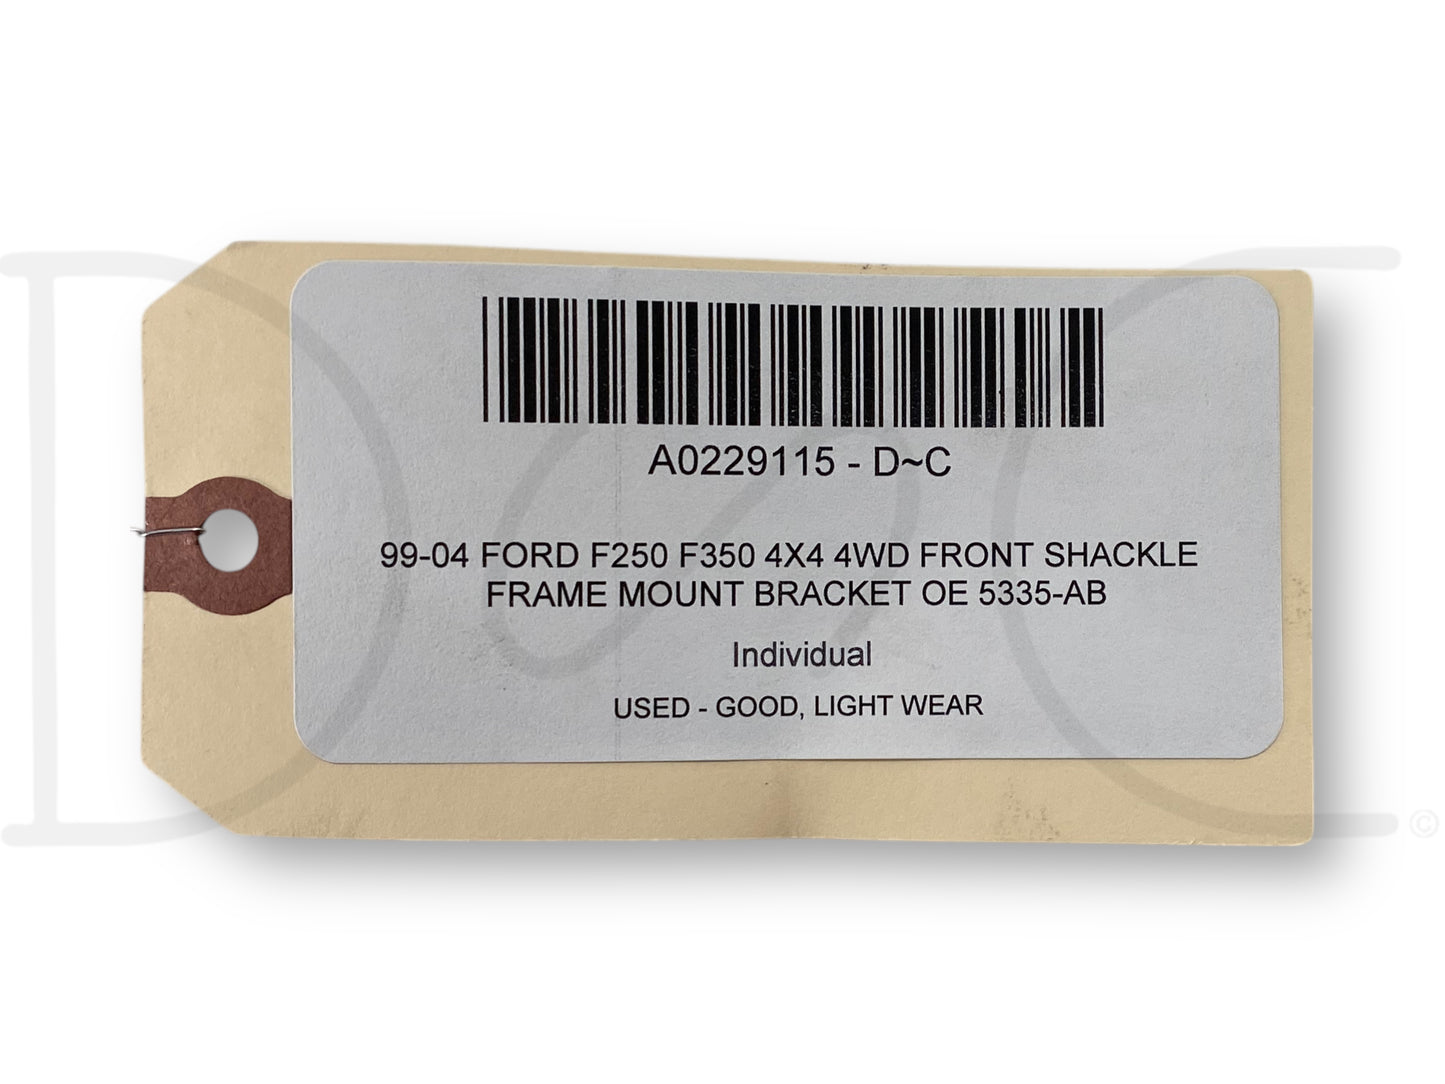 A0229115 - D~C
99-04 FORD F250 F350 4X4 4WD FRONT SHACKLE
FRAME MOUNT BRACKET OE 5335-AB
Individual
USED - GOOD, LIGHT WEAR
D~C ©